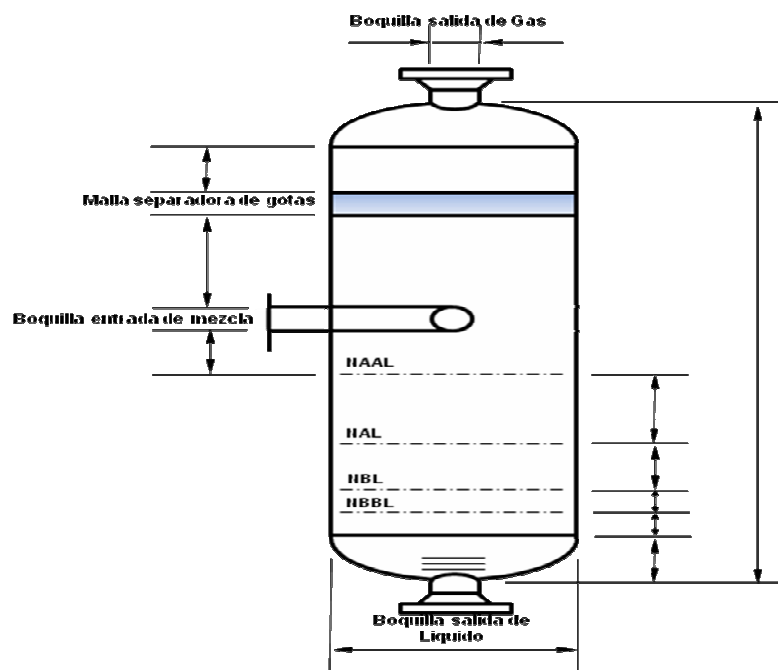 Boquilla salida de Gas
Malla separadora de gotas
Boquilla entrada de mezcla
NAAL
NAL
NBL
NBBL
Boquilla salida de
Liquido